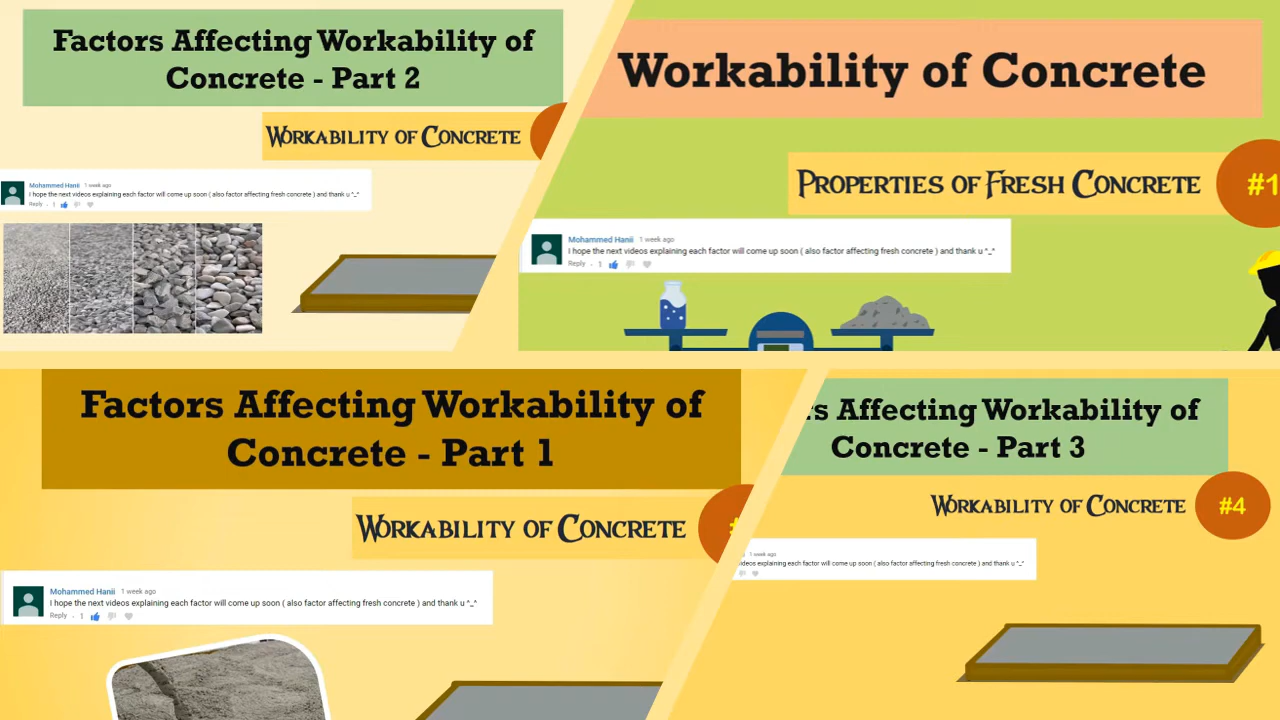 Factors Affecting Workability of
Concrete - Part 2
Workability of Concrete
Mohammed Hanii 1 week ago
I hope the next videos explaining each factor will come up soon ( also factor affecting fresh concrete ) and thank u ^_^
Reply · 1
Workability of Concrete
Properties of Fresh Concrete
#1
Mohammed Hanii 1 week ago
I hope the next videos explaining each factor will come up soon ( also factor affecting fresh concrete ) and thank u ^_^
Reply · 1
Factors Affecting Workability of
Concrete - Part 1
Workability of Concrete
Mohammed Hanii 1 week ago
I hope the next videos explaining each factor will come up soon ( also factor affecting fresh concrete ) and thank u ^_^
Reply · 1
rs Affecting Workability of
Concrete - Part 3
Workability of Concrete
#4
1 week ago
explaining each factor will come up soon ( also factor affecting fresh concrete ) and thank u ^_^